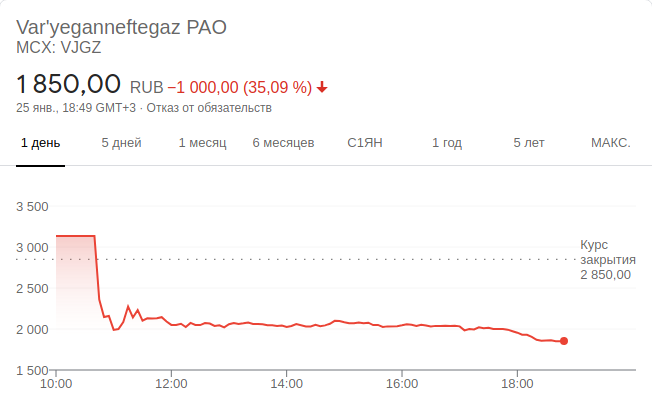 Var'yeganneftegaz PAO
MCX: VJGZ
1 850,00 RUB −1 000,00 (35,09 %)
25 янв., 18:49 GMT+3 · Отказ от обязательств
1 день 5 дней 1 месяц 6 месяцев С1ЯН 1 год 5 лет МАКС.
3 500
3 000
2 500
2 000
1 500
Курс
закрытия
2 850,00
10:00 12:00 14:00 16:00 18:00